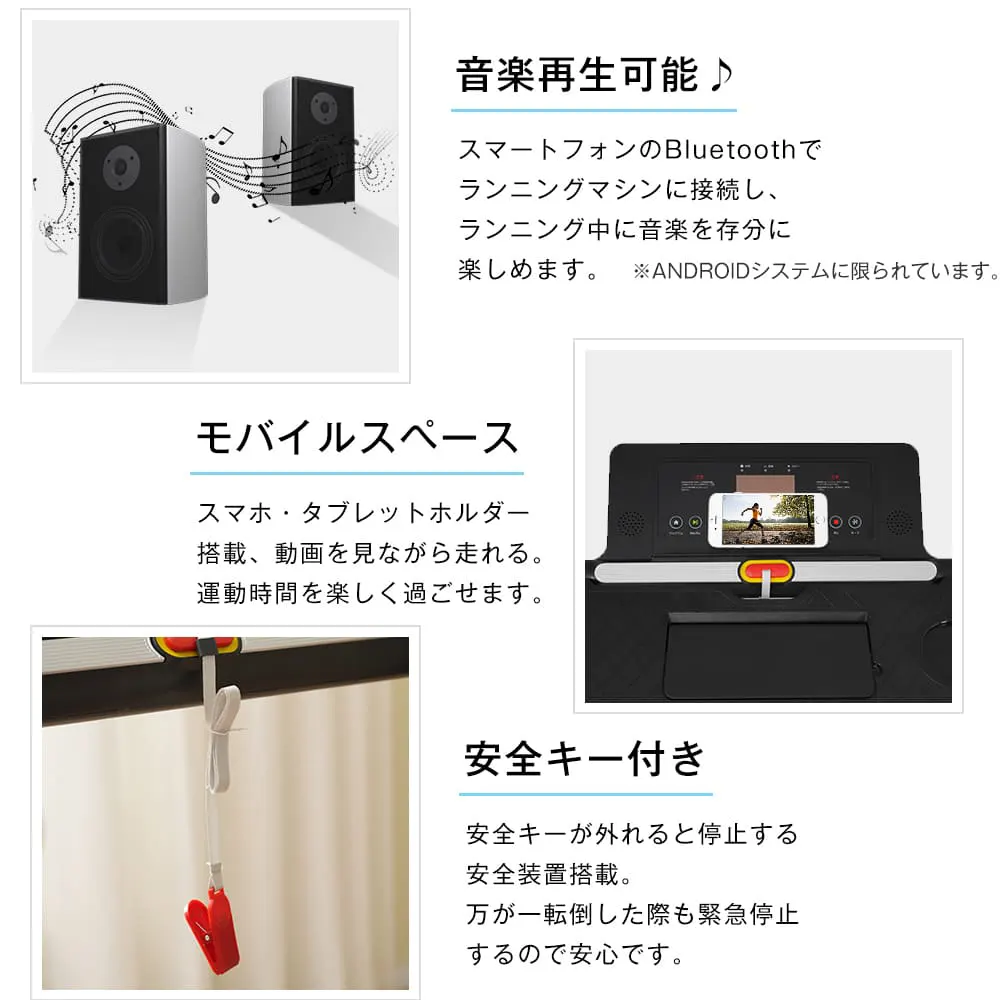 音楽再生可能♪
スマートフォンのBluetoothで
ランニングマシンに接続し、
ランニング中に音楽を存分に
楽しめます。 ※ANDROIDシステムに限られています。
モバイルスペース
スマホ・タブレットホルダー
搭載、動画を見ながら走れる。
運動時間を楽しく過ごせます。
安全キー付き
安全キーが外れると停止する
安全装置搭載。
万が一転倒した際も緊急停止
するので安心です。